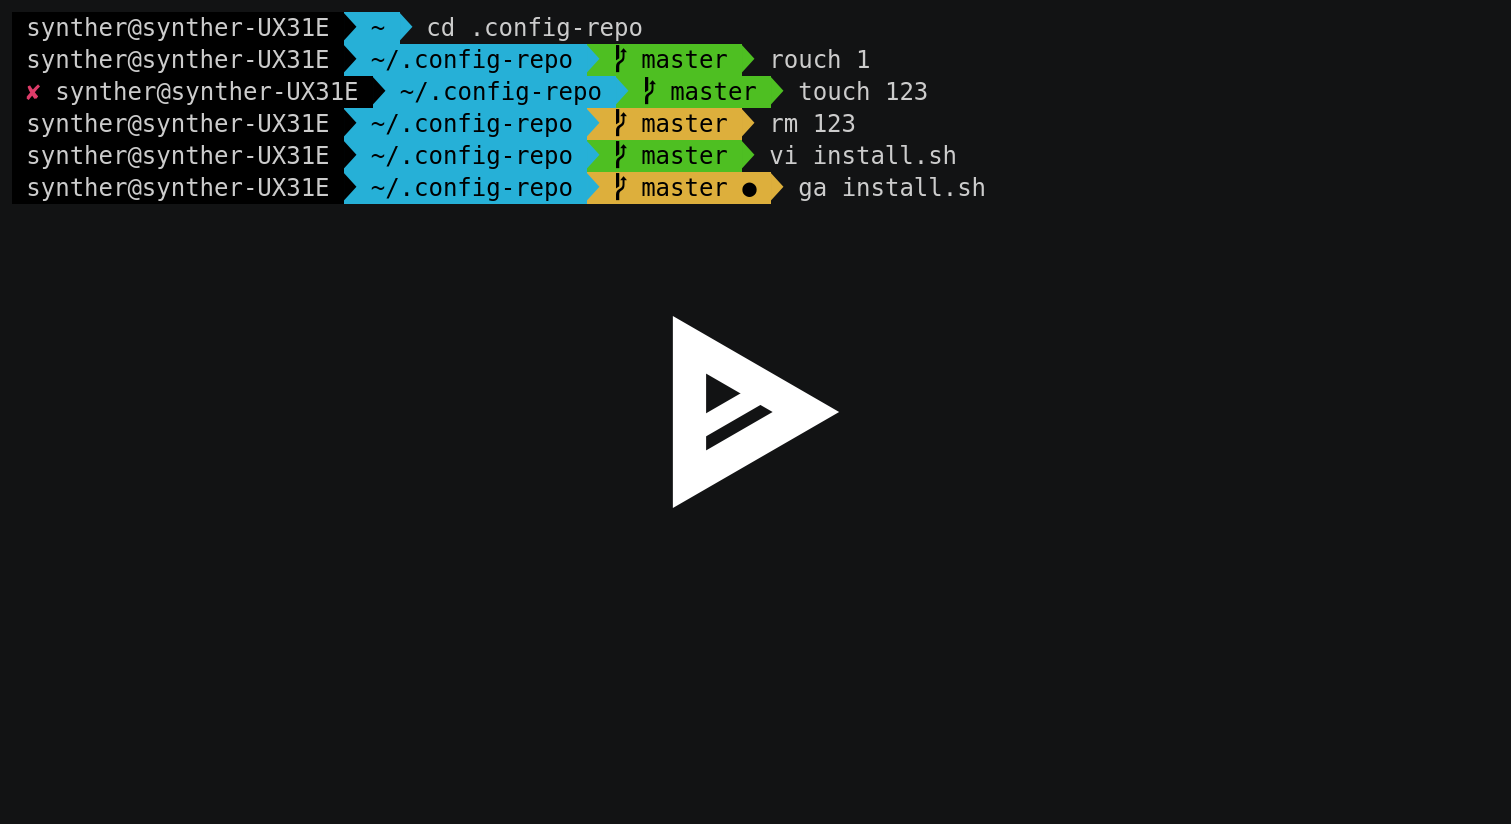 synther@synther-UX31E ~ cd .config-repo
synther@synther-UX31E ~/.config-repo master rouch 1
✘ synther@synther-UX31E ~/.config-repo master touch 123
synther@synther-UX31E ~/.config-repo master rm 123
synther@synther-UX31E ~/.config-repo master vi install.sh
synther@synther-UX31E ~/.config-repo master ● ga install.sh